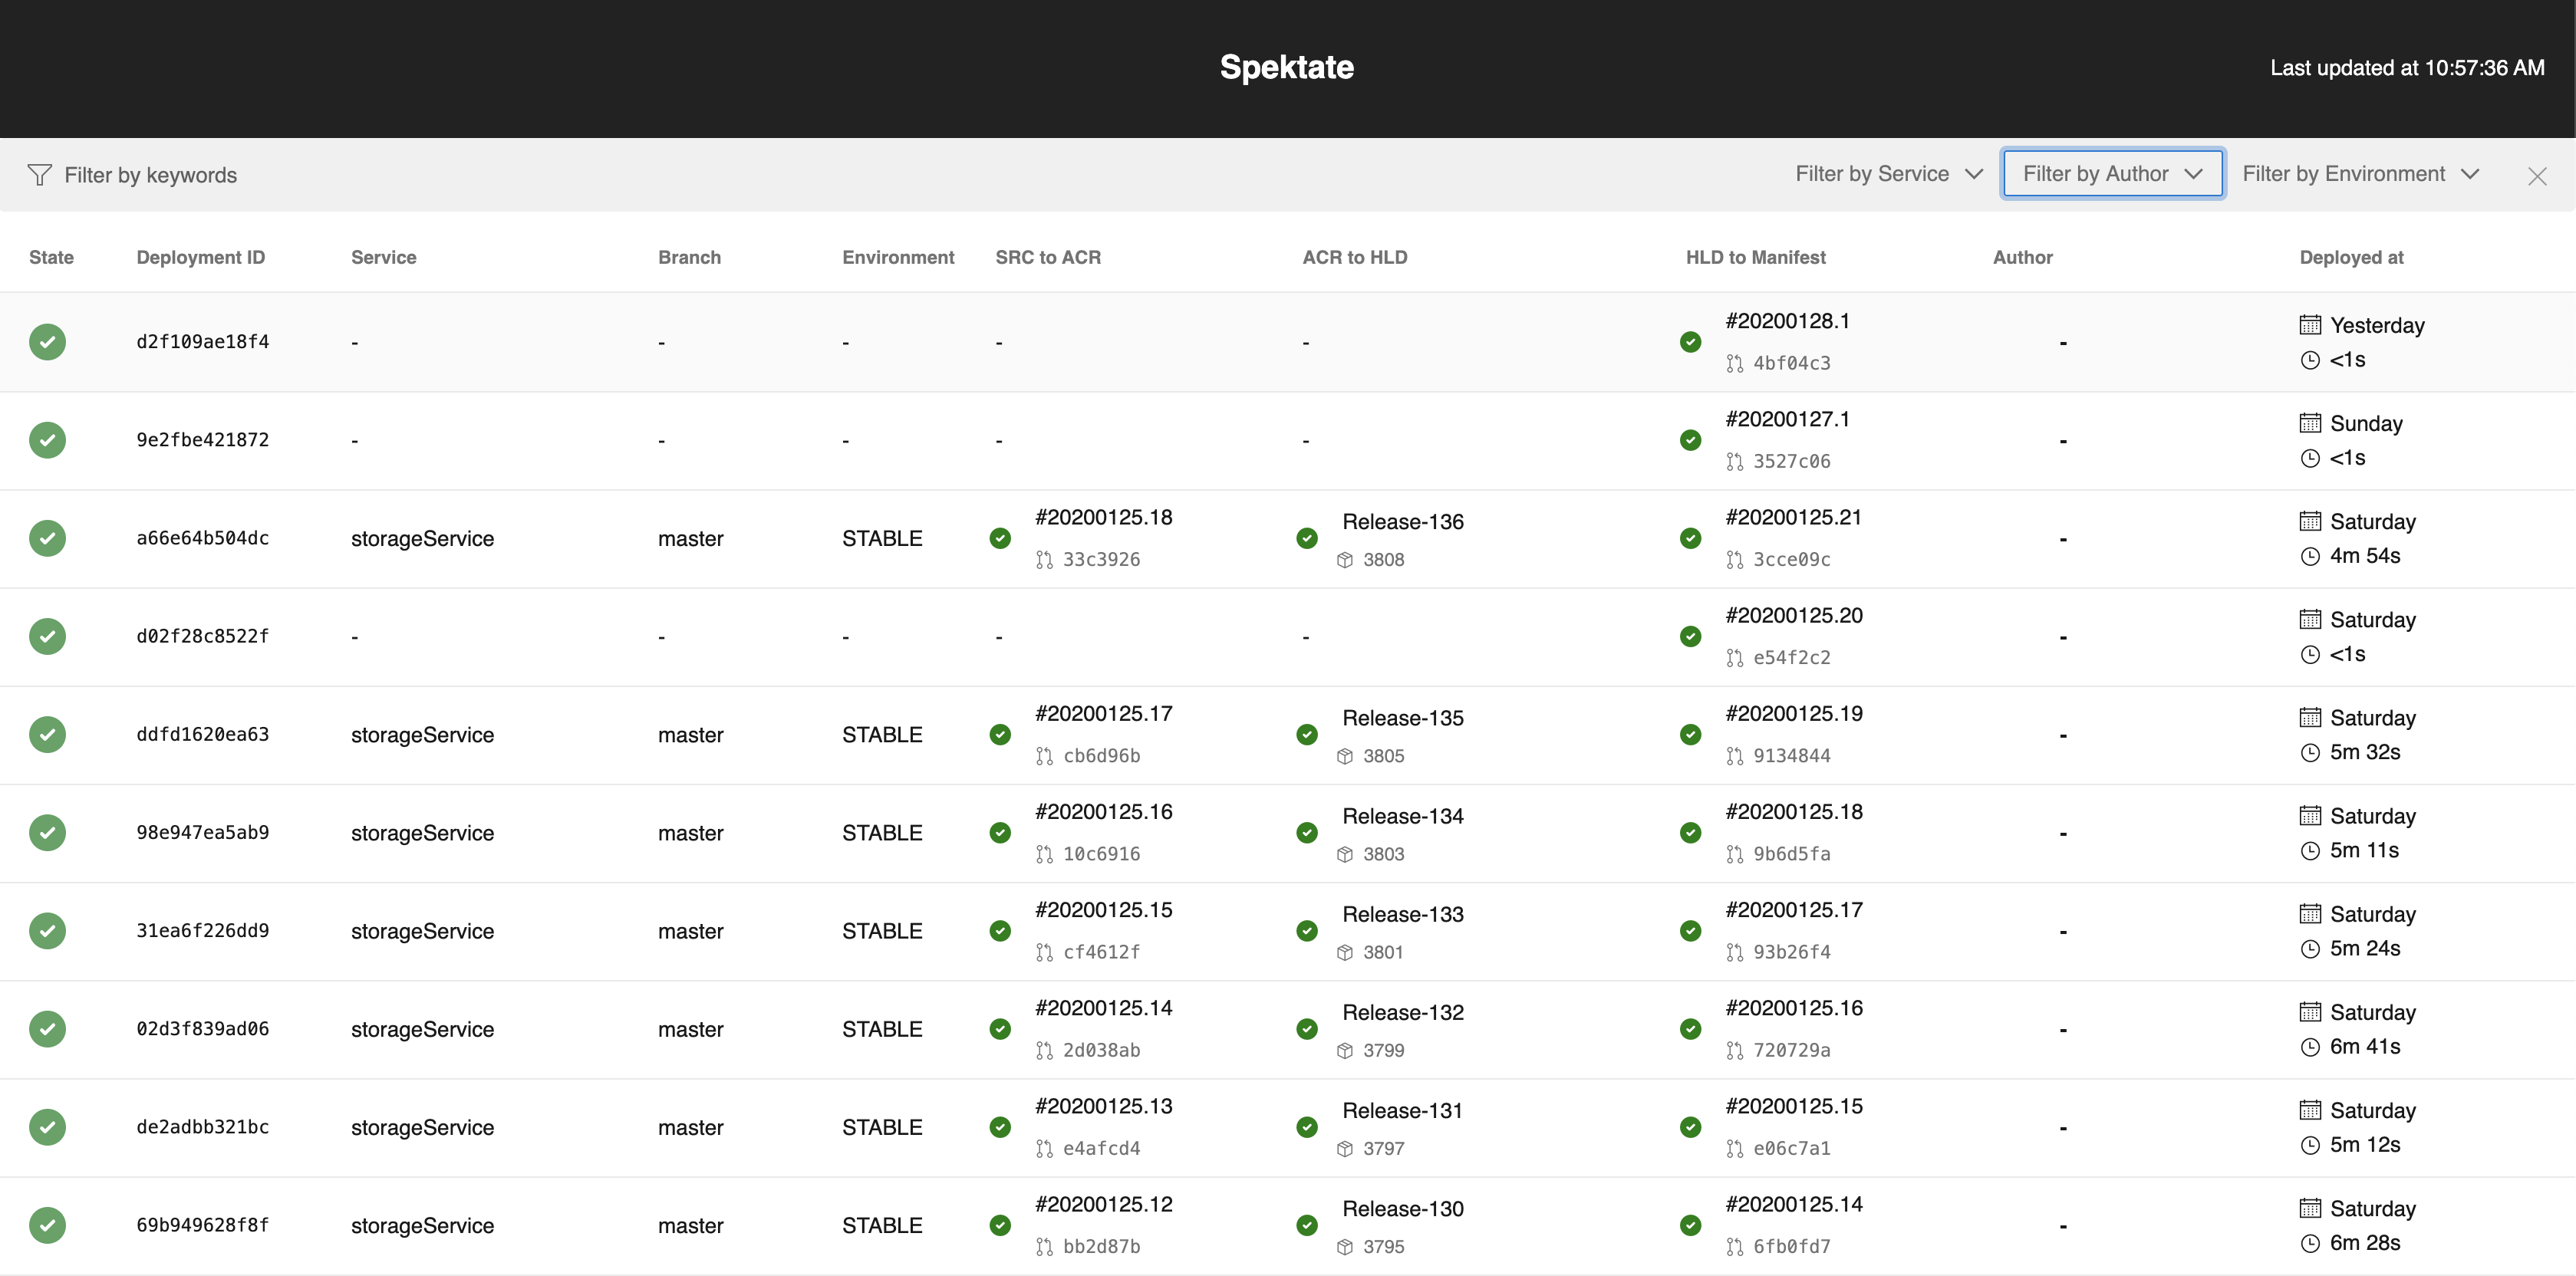 Spektate
Last updated at 10:57:36 AM
Filter by keywords
Filter by Service
Filter by Author
Filter by Environment
State Deployment ID Service Branch Environment SRC to ACR ACR to HLD HLD to Manifest Author Deployed at
d2f109ae18f4 - - - - - #20200128.1 - Yesterday
4bf04c3 <1s
9e2fbe421872 - - - - - #20200127.1 - Sunday
3527c06 <1s
a66e64b504dc storageService master STABLE #20200125.18 Release-136 #20200125.21 - Saturday
33c3926 3808 3cce09c 4m 54s
d02f28c8522f - - - - - #20200125.20 - Saturday
e54f2c2 <1s
ddfd1620ea63 storageService master STABLE #20200125.17 Release-135 #20200125.19 - Saturday
cb6d96b 3805 9134844 5m 32s
98e947ea5ab9 storageService master STABLE #20200125.16 Release-134 #20200125.18 - Saturday
10c6916 3803 9b6d5fa 5m 11s
31ea6f226dd9 storageService master STABLE #20200125.15 Release-133 #20200125.17 - Saturday
cf4612f 3801 93b26f4 5m 24s
02d3f839ad06 storageService master STABLE #20200125.14 Release-132 #20200125.16 - Saturday
2d038ab 3799 720729a 6m 41s
de2adbb321bc storageService master STABLE #20200125.13 Release-131 #20200125.15 - Saturday
e4afcd4 3797 e06c7a1 5m 12s
69b949628f8f storageService master STABLE #20200125.12 Release-130 #20200125.14 - Saturday
bb2d87b 3795 6fb0fd7 6m 28s